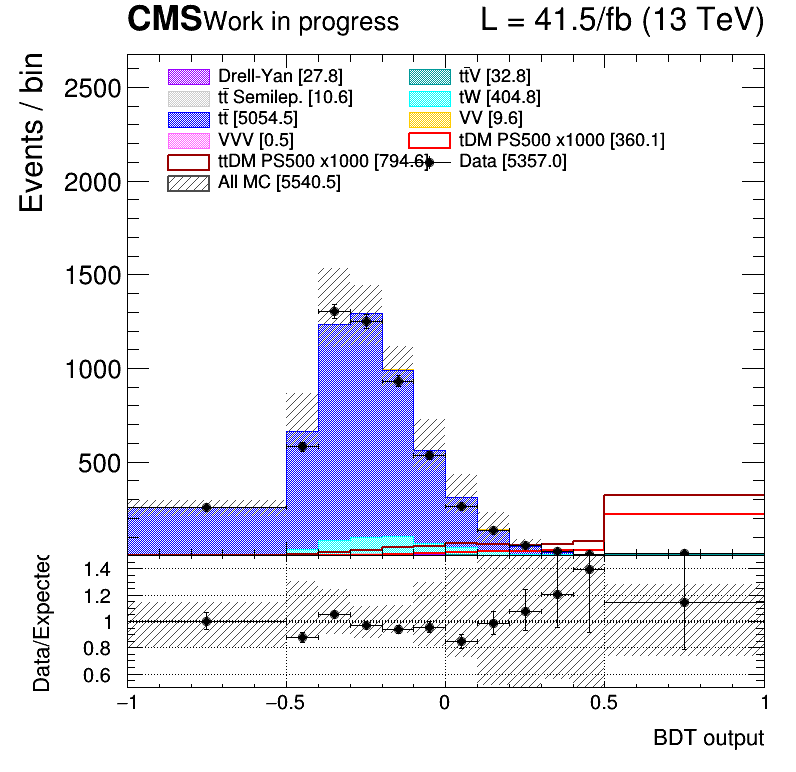 CMS Work in progress L = 41.5/fb (13 TeV)
Events / bin
2500
2000
1500
1000
500
Drell-Yan [27.8]
tt̄ Semilep. [10.6]
tt̄ [5054.5]
VVV [0.5]
ttDM PS500 x1000 [794.6]
All MC [5540.5]
tt̄V [32.8]
tW [404.8]
VV [9.6]
tDM PS500 x1000 [360.1]
Data [5357.0]
Data/Expected
1.4
1.2
1
0.8
0.6
−1 −0.5 0 0.5 1
BDT output